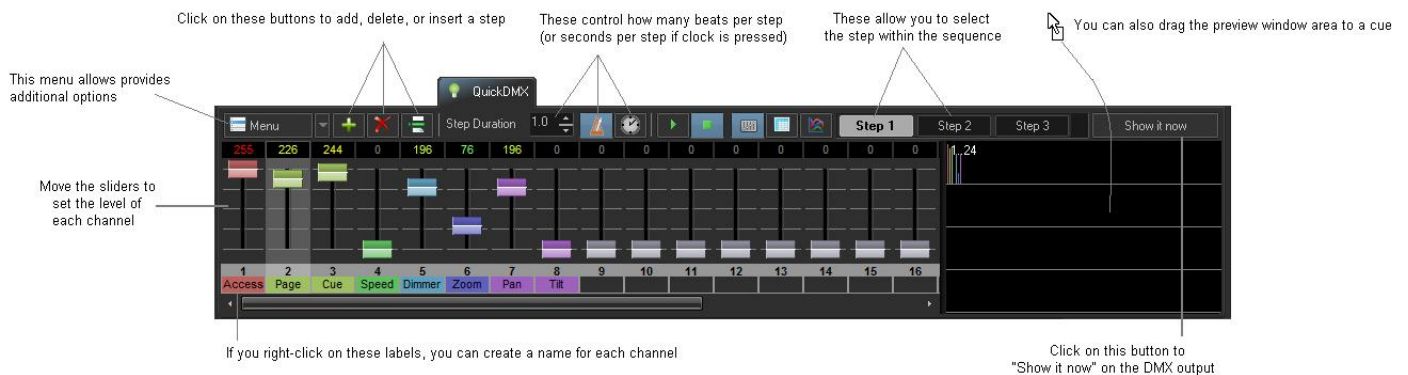 Click on these buttons to add, delete, or insert a step
These control how many beats per step
(or seconds per step if clock is pressed)
These allow you to select
the step within the sequence
You can also drag the preview window area to a cue
This menu allows provides
additional options
QuickDMX
Menu
Step Duration 1.0
Step 1 Step 2 Step 3
Show it now
255 226 244 0 196 76 196 0 0 0 0 0 0 0 0 0
1..24
Move the sliders to
set the level of
each channel
1 2 3 4 5 6 7 8 9 10 11 12 13 14 15 16
Access Page Cue Speed Dimmer Zoom Pan Tilt
If you right-click on these labels, you can create a name for each channel
Click on this button to
"Show it now" on the DMX output